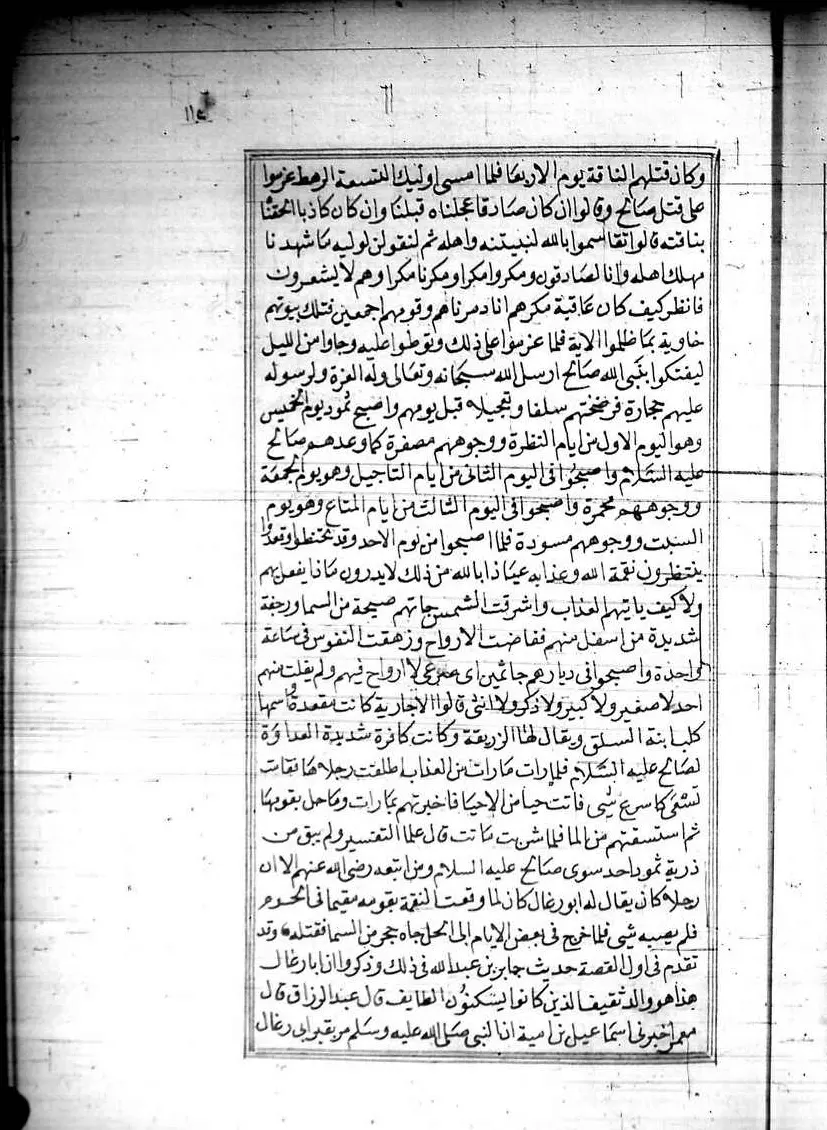 ١١٤
وكان قتلهم الناقة يوم الاربعا فلما امسى اوليك التسعة الرهط عزموا
على قتل صالح وقالوا ان كان صادقا عجلناه قبلنا وان كان كاذبا الحقناه
بناقته قالوا تقاسموا بالله لنبيتنه واهله ثم لنقولن لوليه ما شهدنا
مهلك اهله وانا لصادقون ومكروا مكرا ومكرنا مكرا وهم لا يشعرون
فانظر كيف كان عاقبة مكرهم انا دمرناهم وقومهم اجمعين فتلك بيوتهم
خاوية بما ظلموا الاية فلما عزموا على ذلك وتوطوا عليه وجاوا من الليل
ليفتكوا بنبي الله صالح ارسل الله سبحانه وتعالى وله العزة ولرسوله
عليهم حجارة فرضختهم سلفا وتعجيلا قبل يومهم واصبح ثمود يوم الخميس
وهو اليوم الاول من ايام النظرة ووجوههم مصفرة كما وعدهم صالح
عليه السلام واصبحوا في اليوم الثاني من ايام التاجيل وهو يوم الجمعة
ووجوههم محمرة واصبحوا في اليوم الثالث من ايام المتاع وهو يوم
السبت ووجوههم مسودة فلما اصبحوا من يوم الاحد وقد تحنطوا وقعدوا
ينتظرون نقمة الله وعذابه عياذا بالله من ذلك لا يدرون ماذا يفعل بهم
ولا كيف ياتيهم العذاب واشرقت الشمس جاتهم صيحة من السما ورجفة
شديدة من اسفل منهم ففاضت الارواح وزهقت النفوس في ساعة
واحدة واصبحوا في ديارهم جاثمين اي صرعى لا ارواح فيهم ولم يفلت منهم
احد لا صغير ولا كبير ولا ذكر ولا انثى قالوا الا جارية كانت مقعدة واسمها
كلبا بنة السلق ويقال لها الزريعة وكانت كافرة شديدة العداوة
لصالح عليه السلام فلما رات ما رات من العذاب اطلقت رجلاها فقامت
تسعى كاسرع شي فاتت حيا من الاحيا فاخبرتهم بما رات وما حل بقومها
ثم استسقتهم من الما فلما شربت ماتت قال علما التفسير ولم يبق من
ذرية ثمود احد سوى صالح عليه السلام ومن اتبعه رضي الله عنهم الا ان
رجلا كان يقال له ابو رغال كان لما وقعت النقمة بقومه مقيما في الحرم
فلم يصبه شي فلما خرج في بعض الايام الى الحل جاه حجر من السما فقتله وقد
تقدم في اول القصة حديث جابر بن عبد الله في ذلك وذكروا ان ابا رغال
هذا هو والد ثقيف الذين كانوا يسكنون الطايف قال عبد الرزاق قال
معمر اخبرني اسماعيل بن امية ان النبي صلى الله عليه وسلم مر بقبر ابي رغال